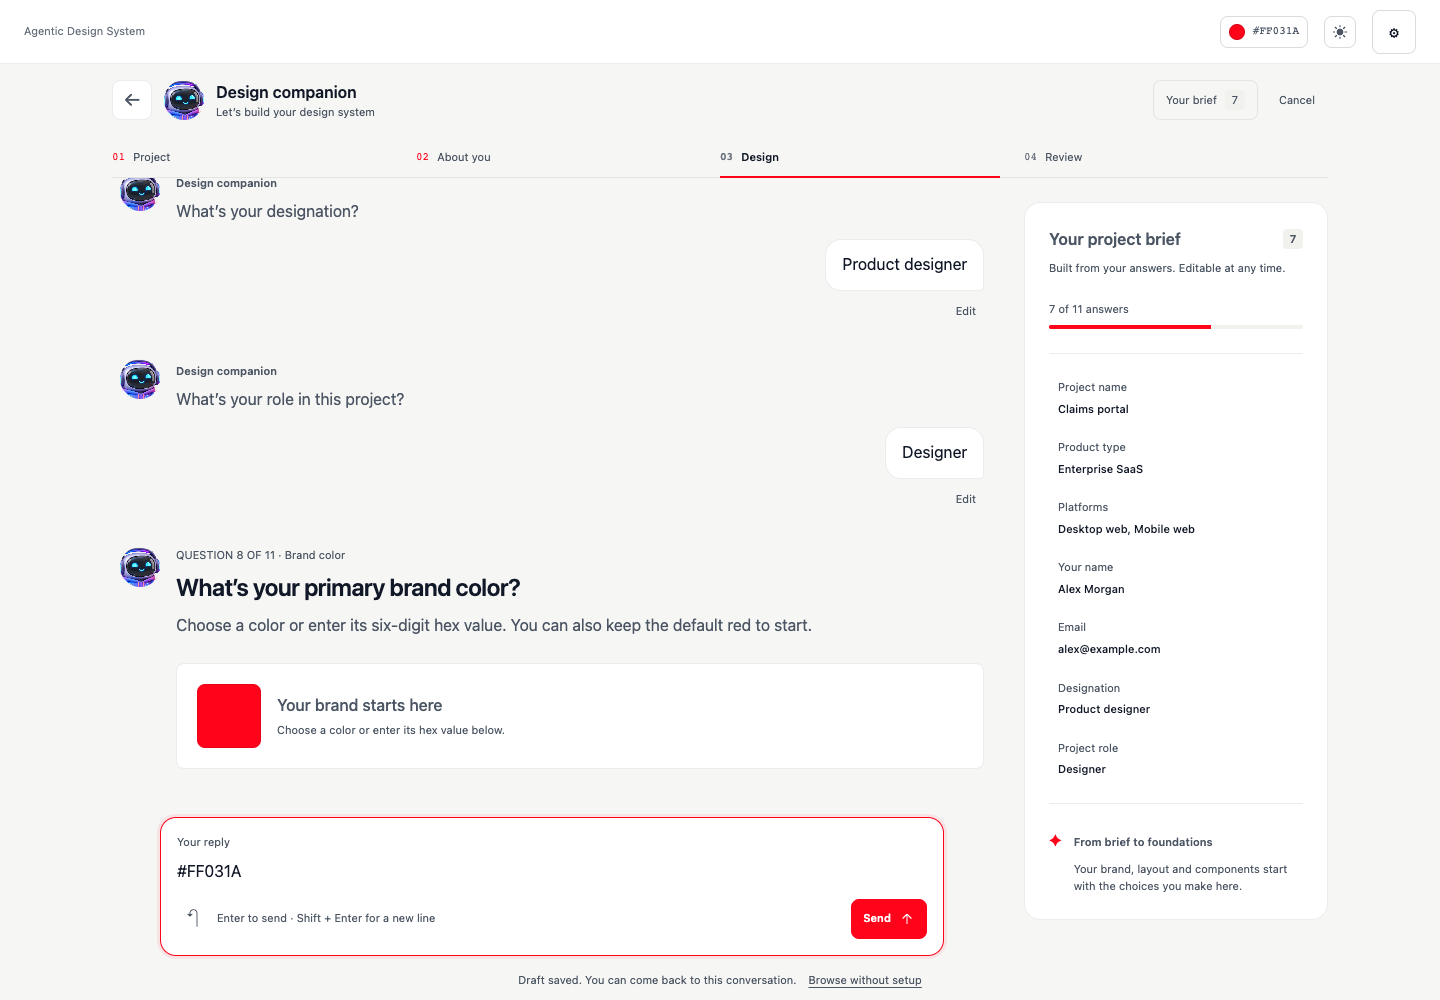 Agentic Design System
#FF031A
Design companion
Let's build your design system
Your brief 7
Cancel
01 Project
02 About you
03 Design
04 Review
Design companion
What's your designation?
Product designer
Edit
Design companion
What's your role in this project?
Designer
Edit
QUESTION 8 OF 11 · Brand color
What's your primary brand color?
Choose a color or enter its six-digit hex value. You can also keep the default red to start.
Your brand starts here
Choose a color or enter its hex value below.
Your reply
#FF031A
Enter to send · Shift + Enter for a new line
Send
Draft saved. You can come back to this conversation.
Browse without setup
Your project brief 7
Built from your answers. Editable at any time.
7 of 11 answers
Project name
Claims portal
Product type
Enterprise SaaS
Platforms
Desktop web, Mobile web
Your name
Alex Morgan
Email
alex@example.com
Designation
Product designer
Project role
Designer
From brief to foundations
Your brand, layout and components start
with the choices you make here.